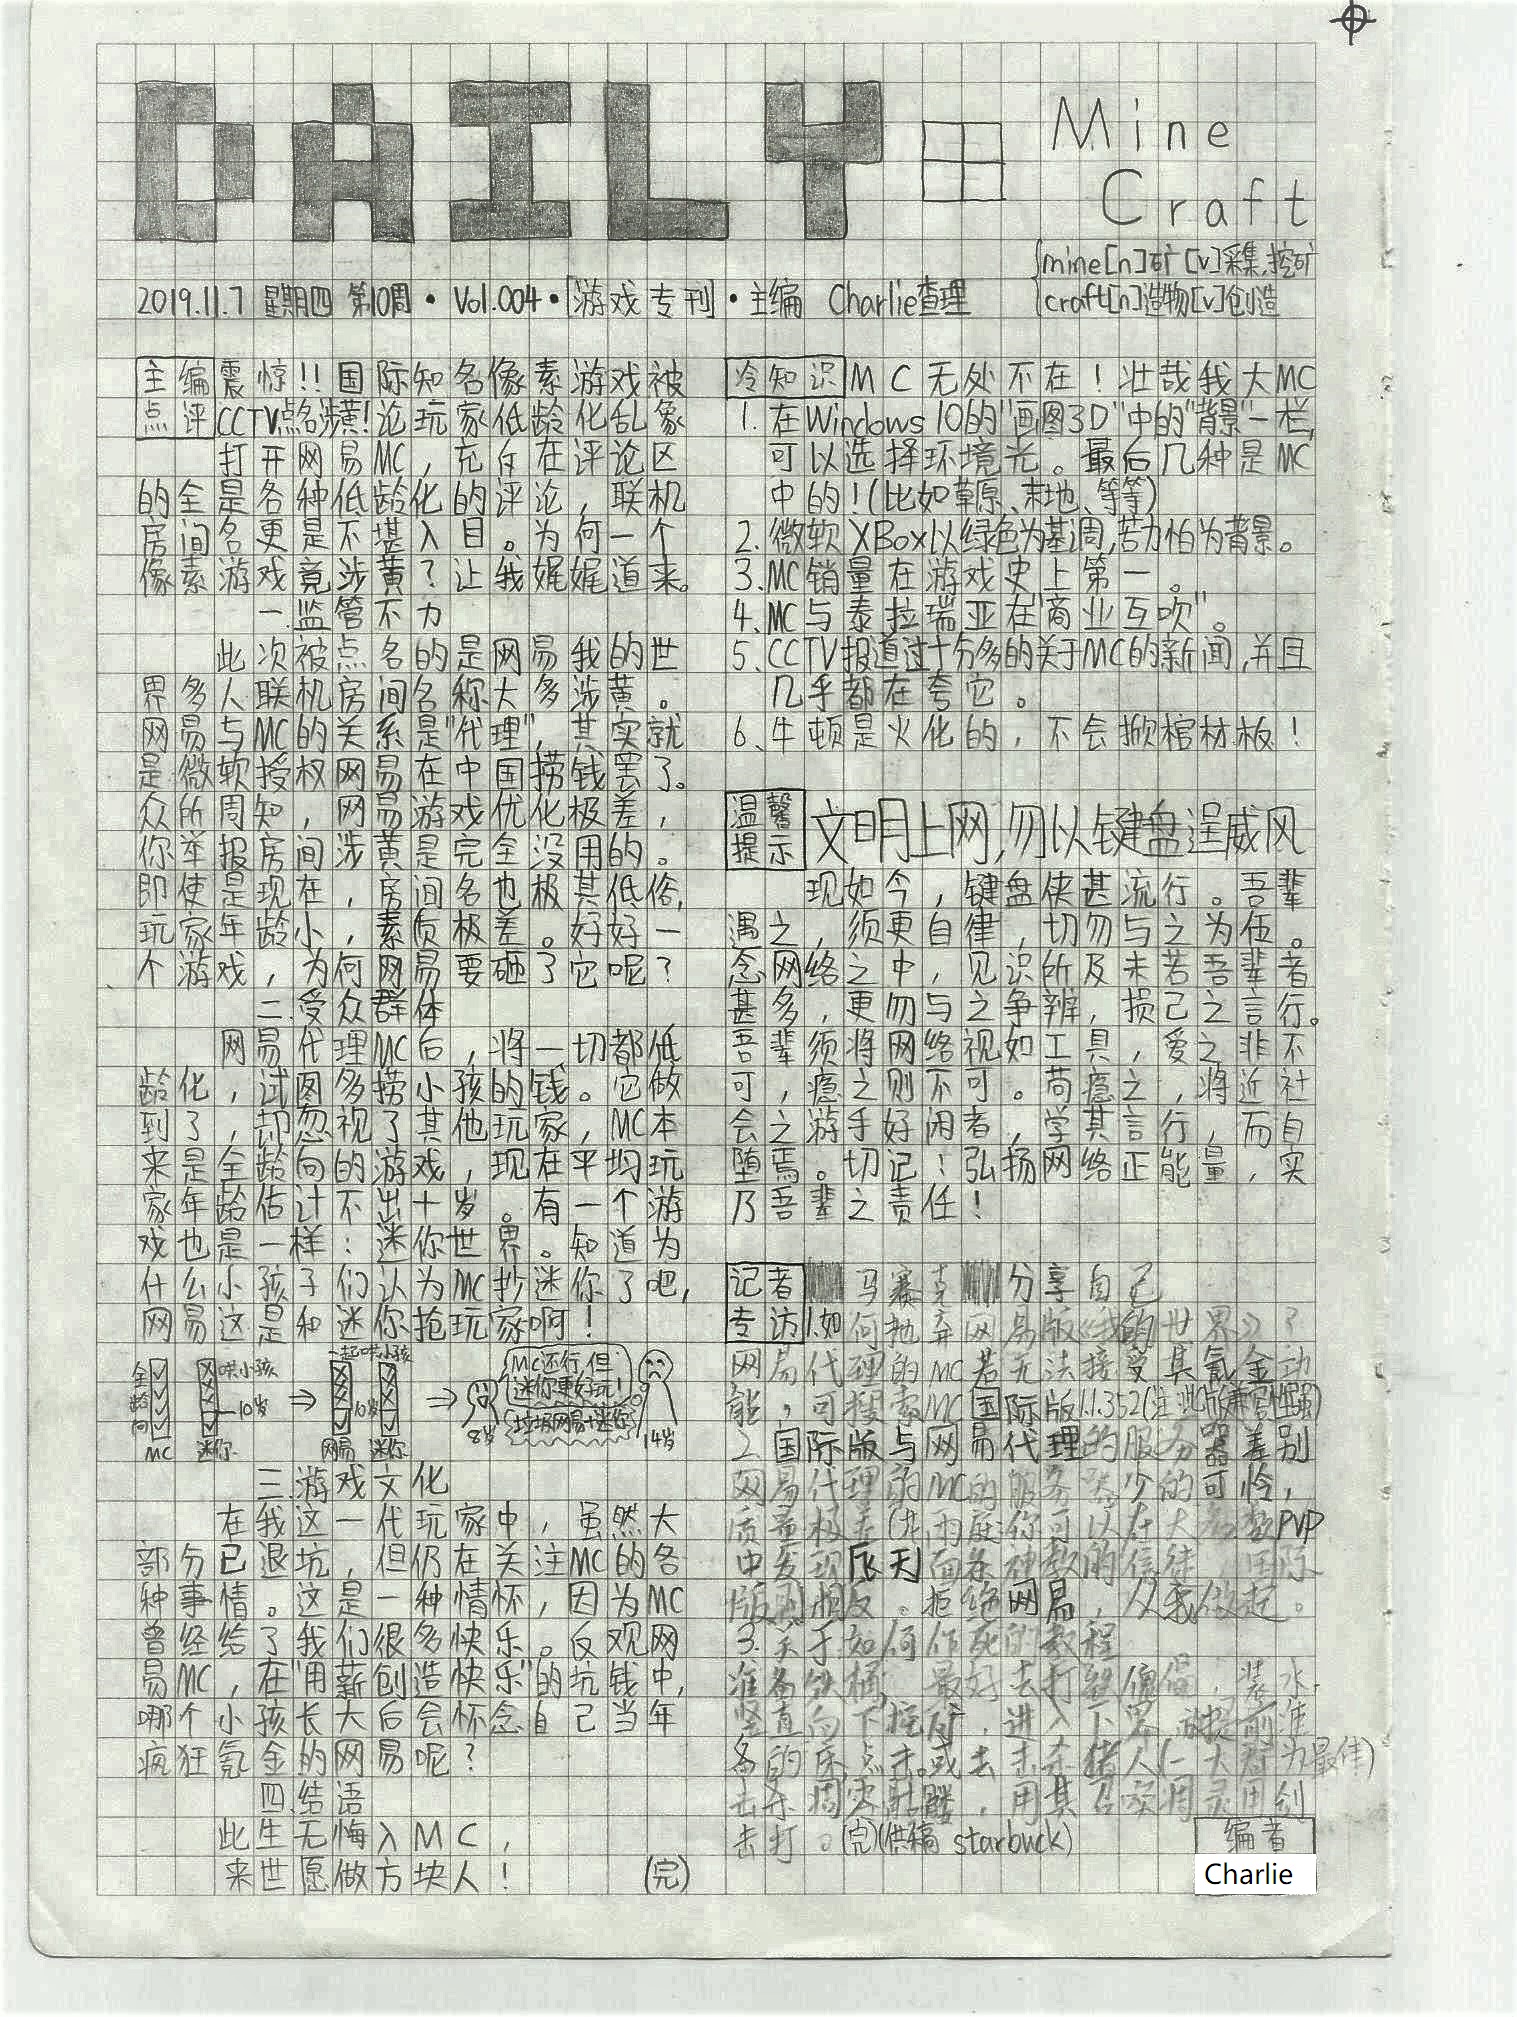 DAILY田 Mine
Craft
{mine[n]矿[v]采集,挖矿
2019.11.7 星期四 第10周·Vol.004·[游戏专刊]·主编 Charlie查理
{craft[n]造物[v]创造
主编点评
震惊!!国际知名像素游戏被
CCTV点名涉黄!论玩家低龄化乱象
打开网易MC,充斥在评论区
的全是各种低龄化的评论,联机
房间名更是不堪入目。为何一个
像素游戏竟涉黄?让我娓娓道来。
一.监管不力
此次被点名的是网易我的世
界多人联机房间名称大多涉黄。
网易与MC的关系是"代理",其实就
是微软授权网易在中国捞钱罢了。
众所周知,网易游戏优化极差,
你举报房间涉黄是完全没用的。
即使是现在,房间名也极其低俗,
玩家年龄小,素质极差。好好一
个游戏,为何网易要砸了它呢?
二.受众群体
网易代理MC后,将一切都低
龄化,试图多捞小孩的钱。它做
到了,却忽视了其他玩家,MC本
来是全龄向的游戏,现在平均玩
家年龄估计不出十岁。有一个游
戏也是一样:迷你世界。知道为
什么小孩子们认为MC抄迷你了吧,
网易这是和迷你抢玩家啊!
全龄向 MC
哄小孩 10岁 迷你
⇒
一起哄小孩 10岁 网易 迷你
⇒
8岁
MC还行,但
迷你更好玩!
垃圾网易+迷你
14岁
三.游戏文化
在我这一代玩家中,虽然大
部分已退坑,但仍在关注MC的各
种事情。这是一种情怀,因为MC
曾经给了我们很多快乐。反观网
易MC,在"用薪创造快乐"的坑钱中,
哪个小孩长大后会怀念自己当年
疯狂氪金的网易呢?
四.结语
此生无悔入MC,
来世愿做方块人! (完)
冷知识 MC无处不在!壮哉我大MC
1.在Windows 10的"画图3D"中的"背景"一栏,
可以选择环境光。最后几种是MC
中的!(比如草原、末地、等等)
2.微软XBox以绿色为基调,苦力怕为背景。
3.MC销量在游戏史上第一。
4.MC与泰拉瑞亚在"商业互吹"。
5.CCTV报道过十分多的关于MC的新闻,并且
几乎都在夸它。
6.牛顿是火化的,不会掀棺材板!
温馨提示
文明上网,勿以键盘逞威风
现如今,键盘侠甚流行。吾辈
遇之,须更自律,切勿与之为伍。
念网络之中,见识所及未若吾辈者
甚多,更勿与之争辨,损己之言行。
吾辈须将网络视如工具,爱之非不
可,瘾之则不可。苟瘾之,将近社
会之游手好闲者,学其言行,而自
堕焉。切记!弘扬网络正能量,实
乃吾辈之责任!
记者专访
马赛克 分享自己
1.如何抛弃网易版《我的世界》?
网易代理的MC若无法接受其氪金功
能,可搜索MC国际版1.1.352(注:此版兼容性强)
2.国际版与网易代理的服务器差别
网易代理的MC的服务器少的可怜,
质量极差(并而且你可以在大多数PVP
中发现飞天面条神教的信徒,国际
版则相反。拒绝网易,从我做起。
3.关于如何作死的教程
准备铁桶,最好去打,装水,
竖直向下挖矿,进入下界,准
备的床点击。或去击杀猪人(一大群为最佳)
击杀凋零骷髅,用其召唤凋灵用剑
击打。(完)(供稿 starbuck)
编者
Charlie